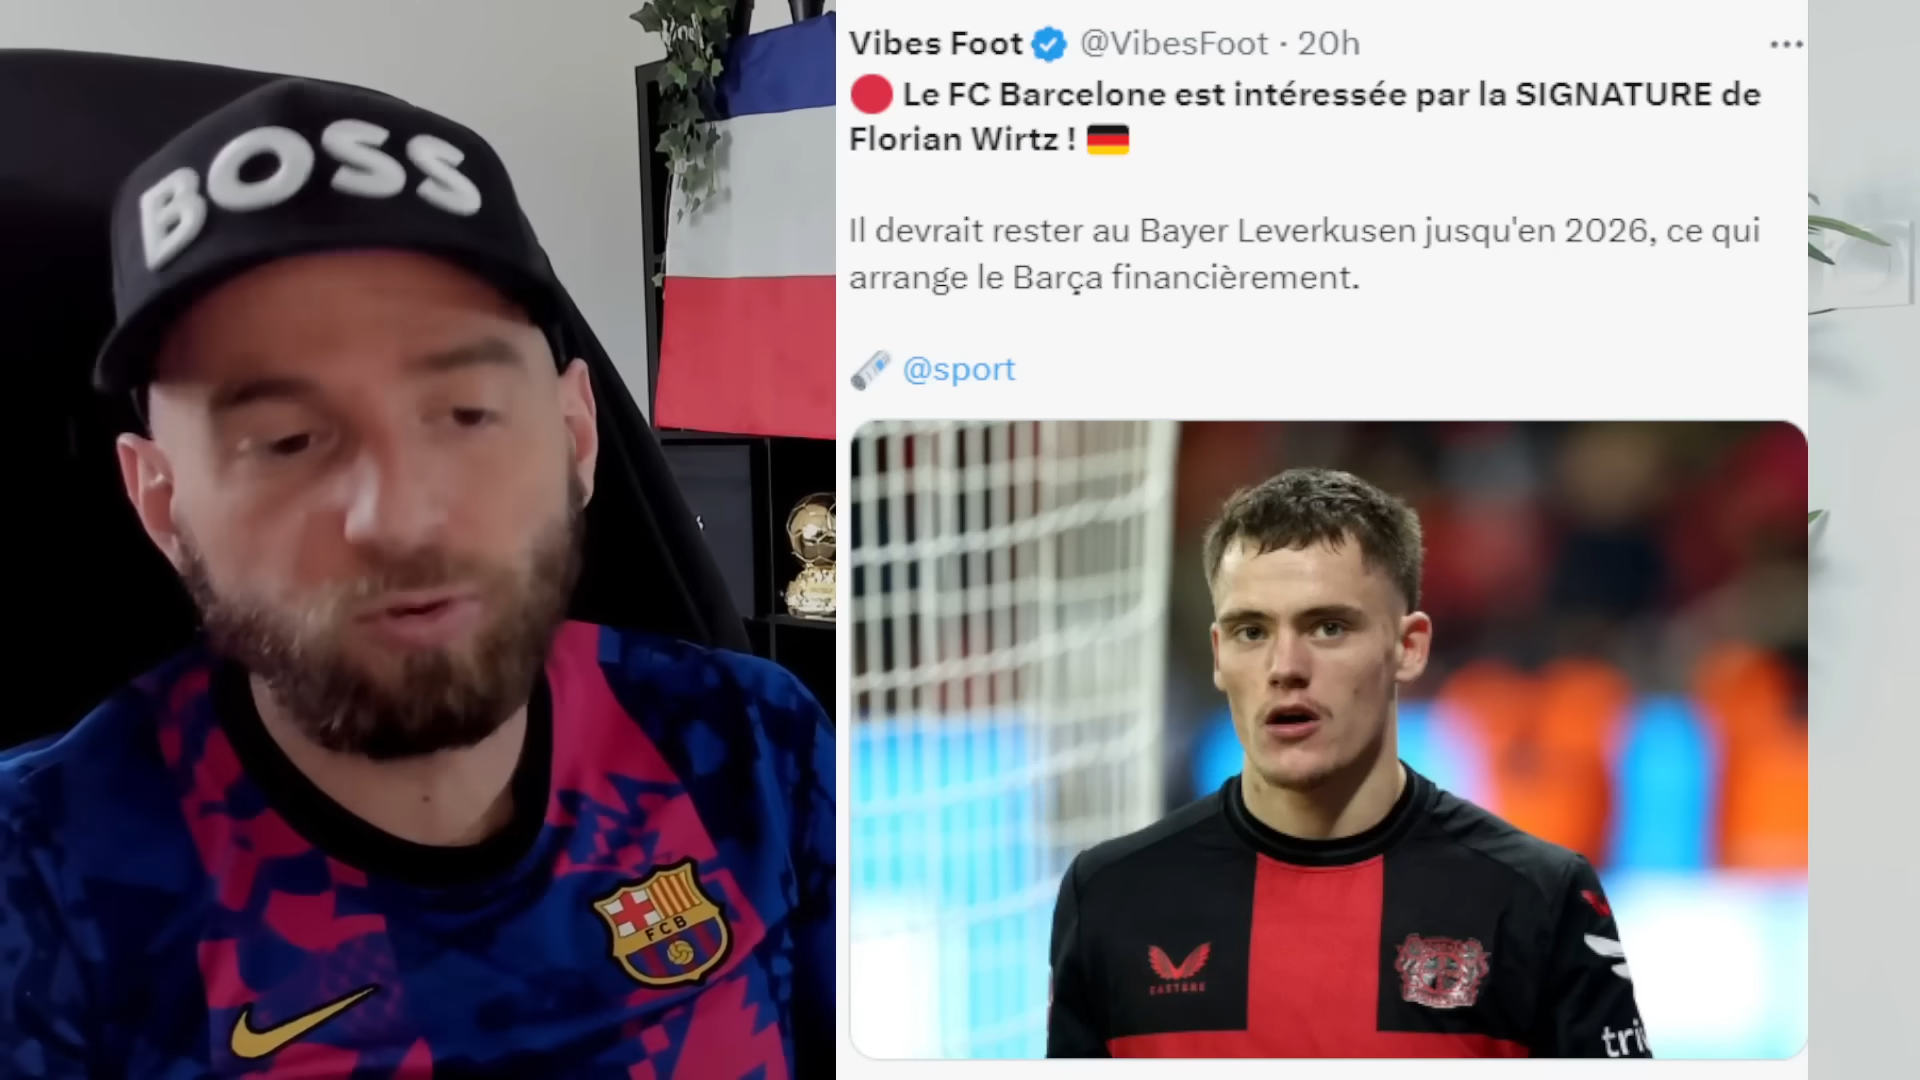 BOSS
FCB
Vibes Foot @VibesFoot · 20h
Le FC Barcelone est intéressée par la SIGNATURE de
Florian Wirtz !
Il devrait rester au Bayer Leverkusen jusqu'en 2026, ce qui
arrange le Barça financièrement.
@sport
CASTORE